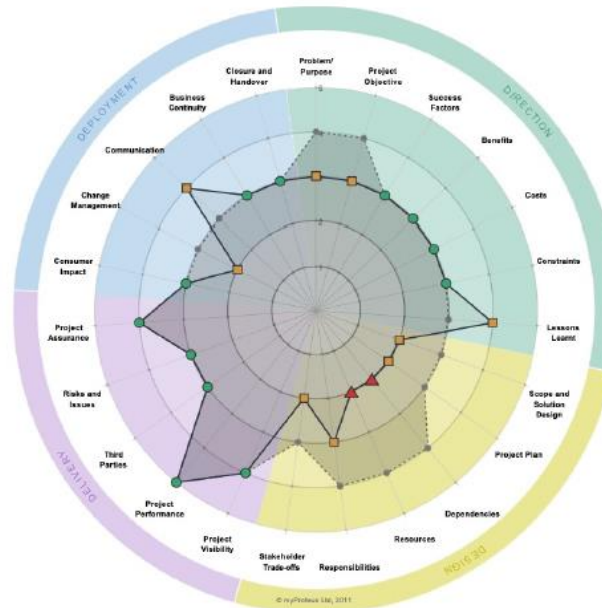 DEPLOYMENT
DIRECTION
DELIVERY
DESIGN
Problem/
Purpose
Project
Objective
Success
Factors
Benefits
Costs
Constraints
Lessons
Learnt
Scope and
Solution
Design
Project Plan
Dependencies
Resources
Responsibilities
Stakeholder
Trade-offs
Project
Visibility
Project
Performance
Third
Parties
Risks and
Issues
Project
Assurance
Consumer
Impact
Change
Management
Communication
Business
Continuity
Closure and
Handover
2
© myProteus Ltd, 2011